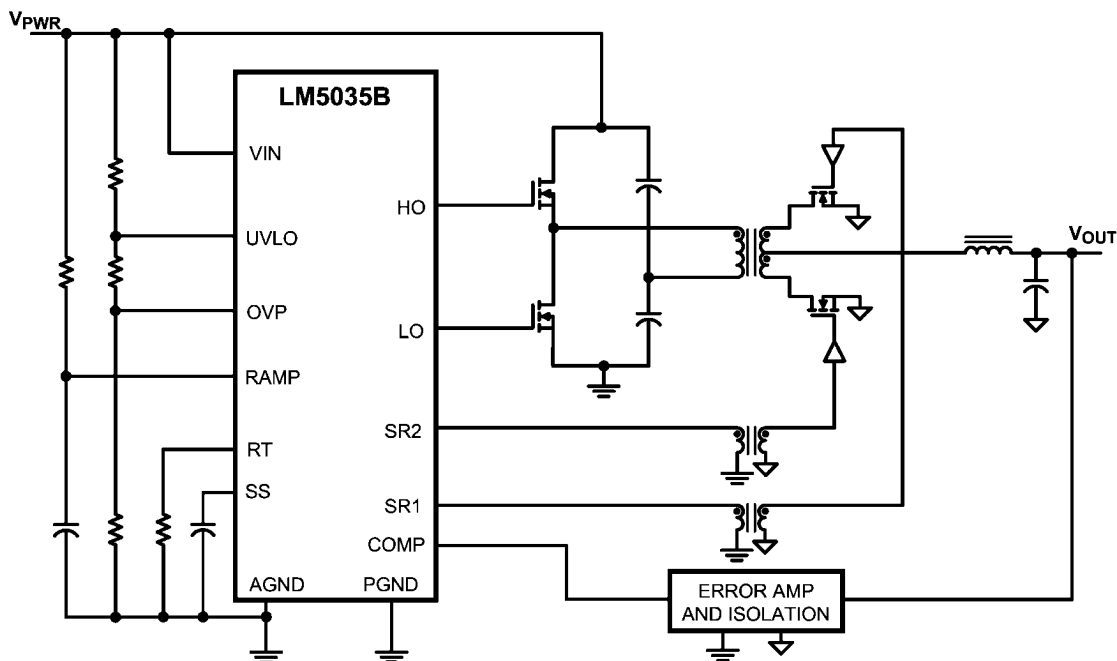 VPWR
LM5035B
VIN
UVLO
OVP
RAMP
RT
SS
AGND
PGND
HO
LO
SR2
SR1
COMP
VOUT
ERROR AMP
AND ISOLATION